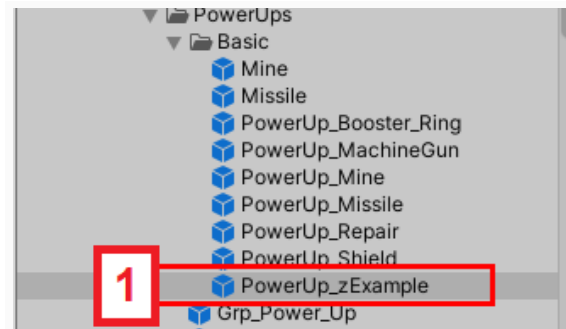 PowerUps
Basic
Mine
Missile
PowerUp_Booster_Ring
PowerUp_MachineGun
PowerUp_Mine
PowerUp_Missile
PowerUp_Repair
PowerUp_Shield
1 PowerUp_zExample
Grp_Power_Up